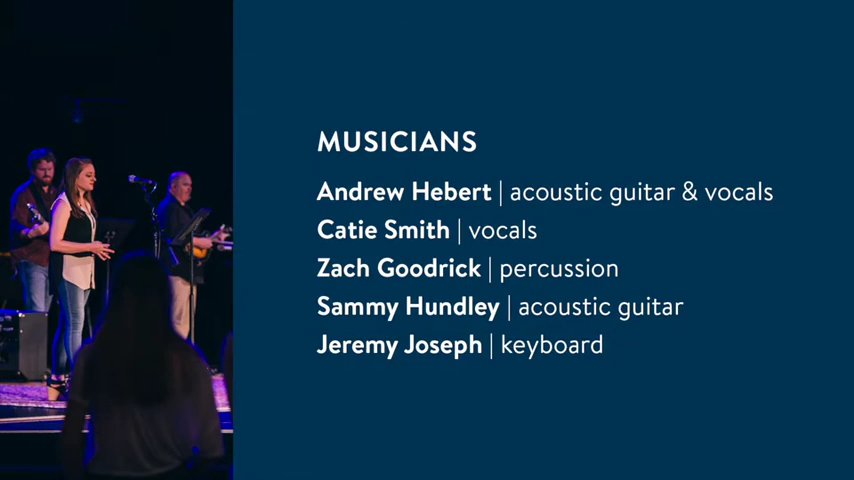 MUSICIANS
Andrew Hebert | acoustic guitar & vocals
Catie Smith | vocals
Zach Goodrick | percussion
Sammy Hundley | acoustic guitar
Jeremy Joseph | keyboard